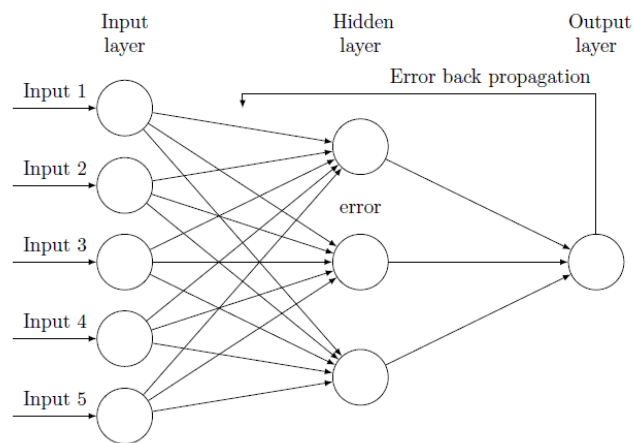 Input
layer
Hidden
layer
Output
layer
Error back propagation
Input 1
Input 2
error
Input 3
Input 4
Input 5